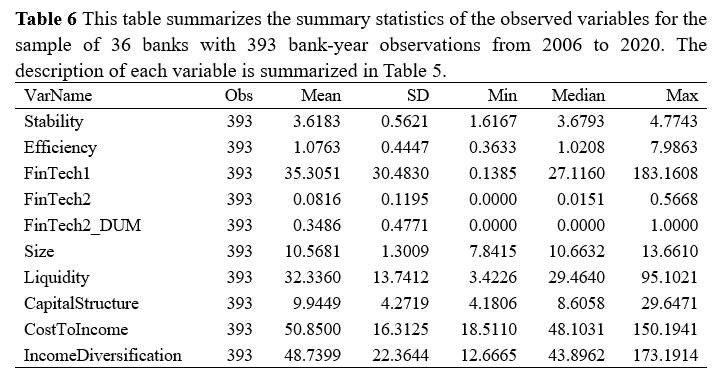 Table 6 This table summarizes the summary statistics of the observed variables for the
sample of 36 banks with 393 bank-year observations from 2006 to 2020. The
description of each variable is summarized in Table 5.
VarName Obs Mean SD Min Median Max
Stability 393 3.6183 0.5621 1.6167 3.6793 4.7743
Efficiency 393 1.0763 0.4447 0.3633 1.0208 7.9863
FinTech1 393 35.3051 30.4830 0.1385 27.1160 183.1608
FinTech2 393 0.0816 0.1195 0.0000 0.0151 0.5668
FinTech2_DUM 393 0.3486 0.4771 0.0000 0.0000 1.0000
Size 393 10.5681 1.3009 7.8415 10.6632 13.6610
Liquidity 393 32.3360 13.7412 3.4226 29.4640 95.1021
CapitalStructure 393 9.9449 4.2719 4.1806 8.6058 29.6471
CostToIncome 393 50.8500 16.3125 18.5110 48.1031 150.1941
IncomeDiversification 393 48.7399 22.3644 12.6665 43.8962 173.1914